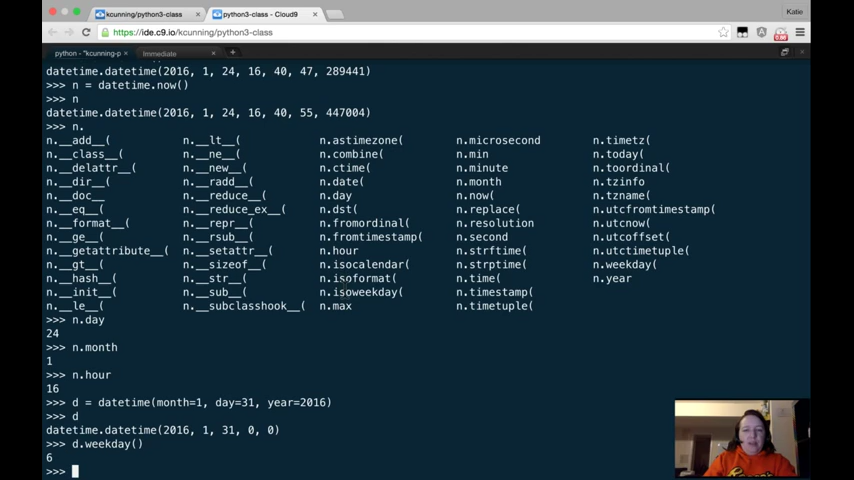 kcunning/python3-class
python3-class - Cloud9
Katie
https://ide.c9.io/kcunning/python3-class
python - "kcunning-p
Immediate
datetime.datetime(2016, 1, 24, 16, 40, 47, 289441)
>>> n = datetime.now()
>>> n
datetime.datetime(2016, 1, 24, 16, 40, 55, 447004)
>>> n.
n.__add__( n.__lt__( n.astimezone( n.microsecond n.timetz(
n.__class__( n.__ne__( n.combine( n.min n.today(
n.__delattr__( n.__new__( n.ctime( n.minute n.toordinal(
n.__dir__( n.__radd__( n.date( n.month n.tzinfo
n.__doc__ n.__reduce__( n.day n.now( n.tzname(
n.__eq__( n.__reduce_ex__( n.dst( n.replace( n.utcfromtimestamp(
n.__format__( n.__repr__( n.fromordinal( n.resolution n.utcnow(
n.__ge__( n.__rsub__( n.fromtimestamp( n.second n.utcoffset(
n.__getattribute__( n.__setattr__( n.hour n.strftime( n.utctimetuple(
n.__gt__( n.__sizeof__( n.isocalendar( n.strptime( n.weekday(
n.__hash__( n.__str__( n.isoformat( n.time( n.year
n.__init__( n.__sub__( n.isoweekday( n.timestamp(
n.__le__( n.__subclasshook__( n.max n.timetuple(
>>> n.day
24
>>> n.month
1
>>> n.hour
16
>>> d = datetime(month=1, day=31, year=2016)
>>> d
datetime.datetime(2016, 1, 31, 0, 0)
>>> d.weekday()
6
>>>